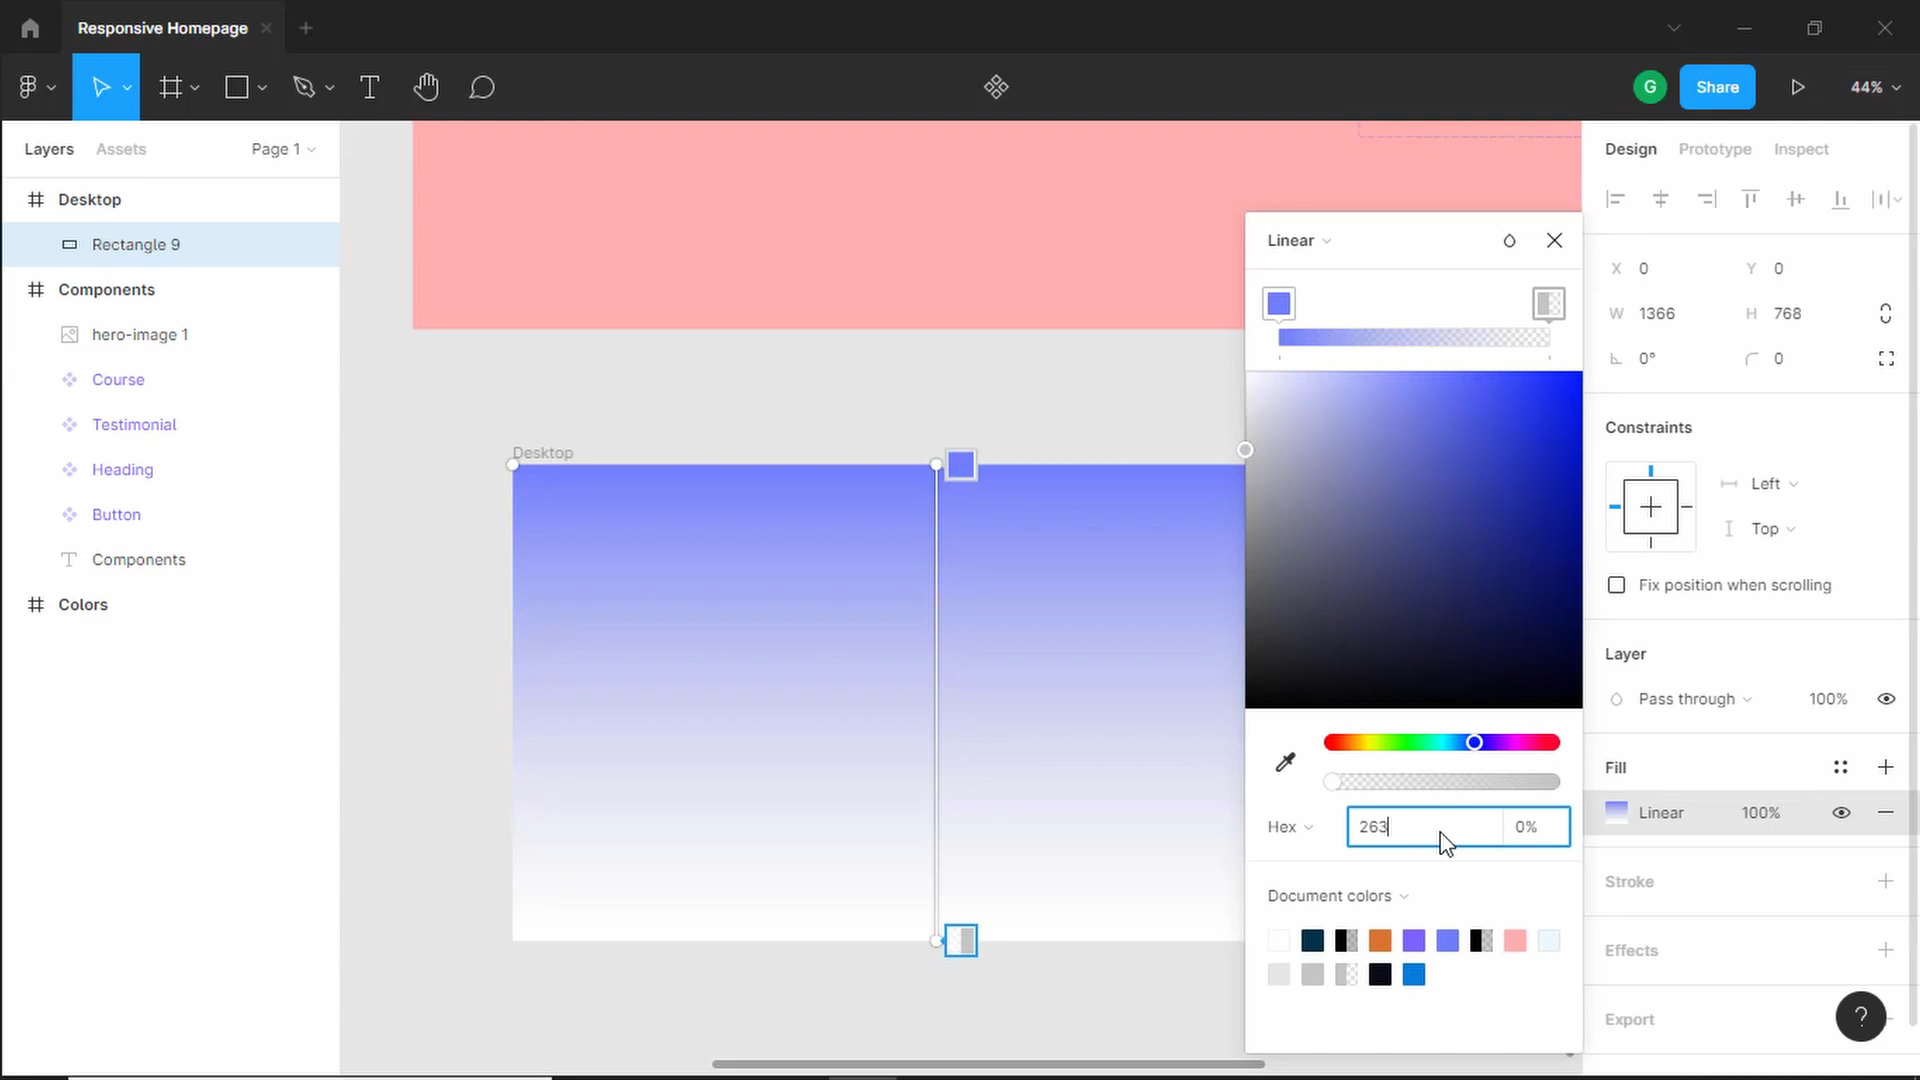 Responsive Homepage
G
Share
44%
Layers
Assets
Page 1
Desktop
Rectangle 9
Components
hero-image 1
Course
Testimonial
Heading
Button
Components
Colors
Desktop
Linear
Hex
263
0%
Document colors
Design
Prototype
Inspect
X
0
Y
0
W
1366
H
768
0°
0
Constraints
Left
Top
Fix position when scrolling
Layer
Pass through
100%
Fill
Linear
100%
Stroke
Effects
Export
?